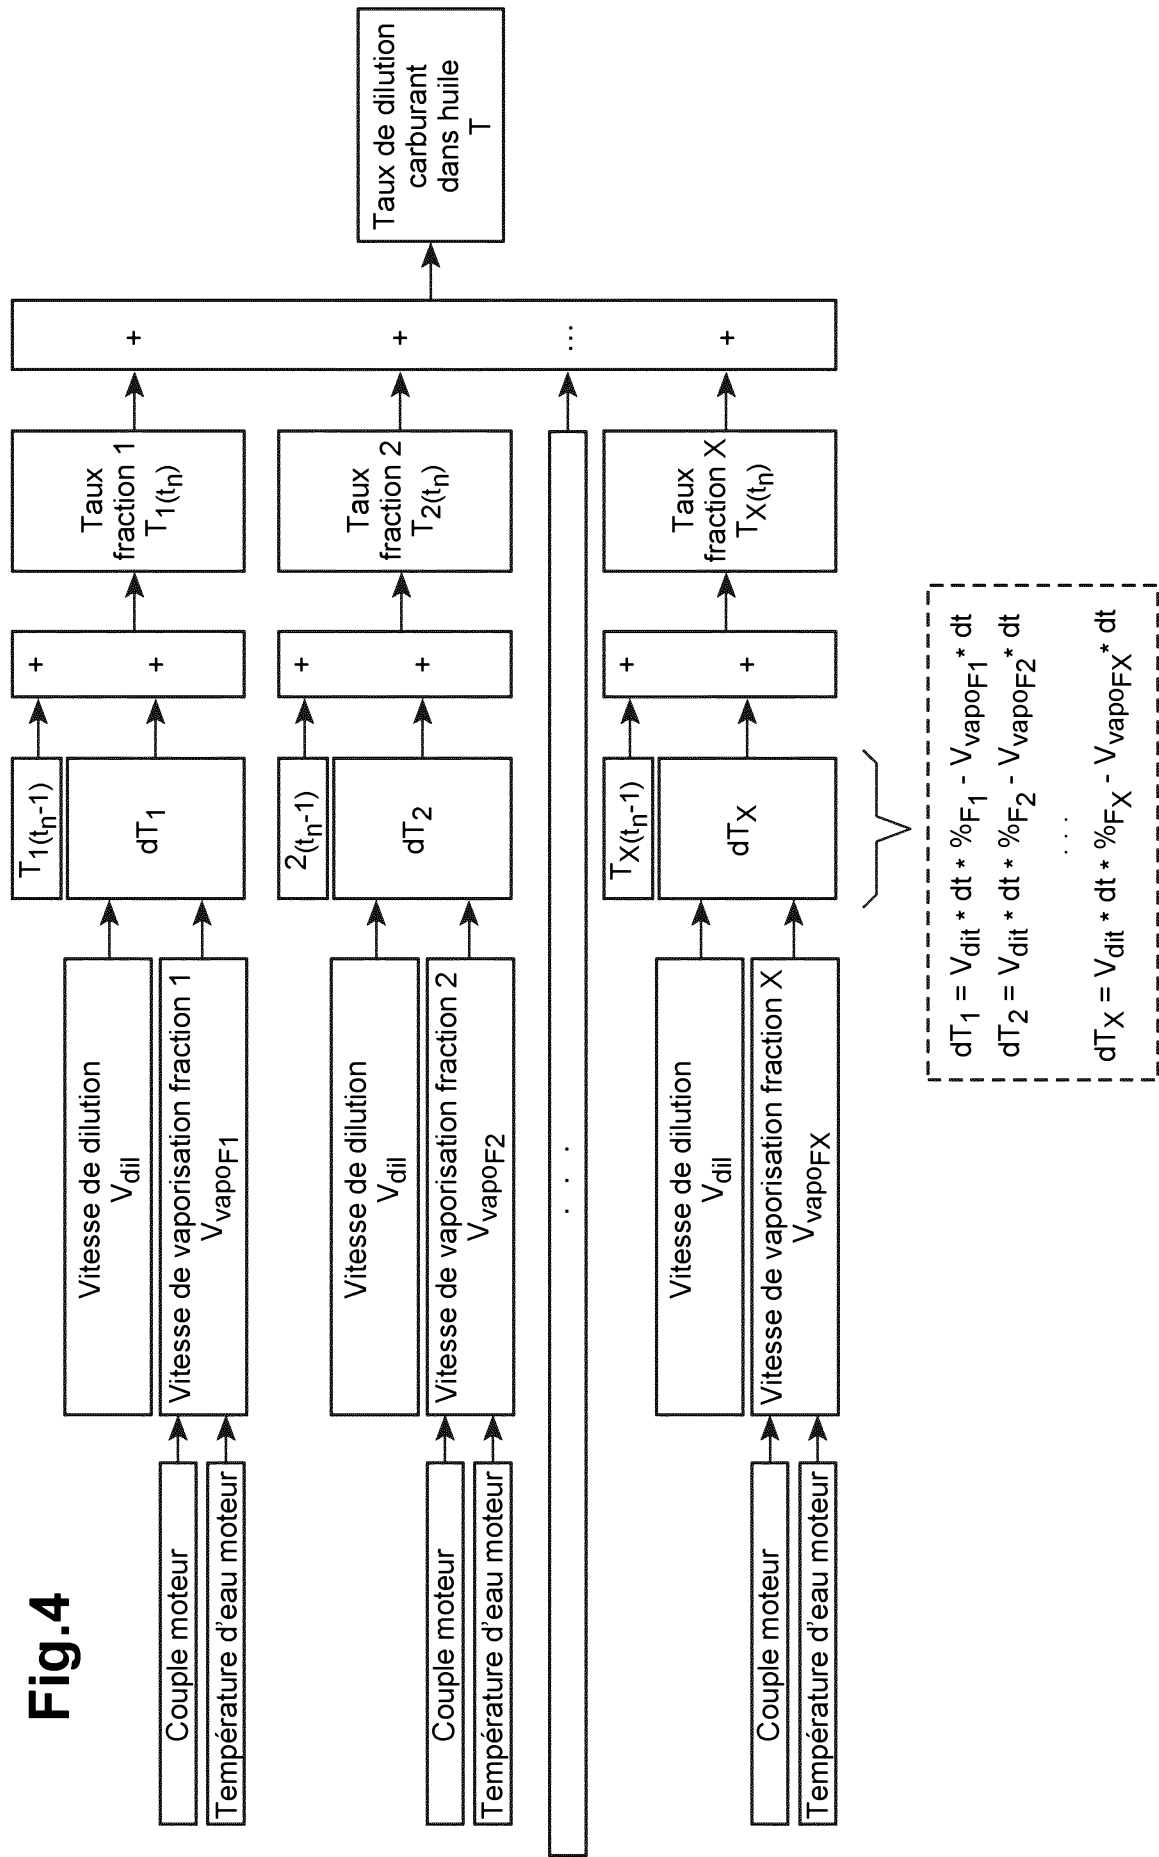 Fig.4
Couple moteur
Température d'eau moteur
Vitesse de dilution
Vdil
Vitesse de vaporisation fraction 1
VvapoF1
T1(tn-1)
dT1
+
+
Taux
fraction 1
T1(tn)
Couple moteur
Température d'eau moteur
Vitesse de dilution
Vdil
Vitesse de vaporisation fraction 2
VvapoF2
2(tn-1)
dT2
+
+
Taux
fraction 2
T2(tn)
. . .
Couple moteur
Température d'eau moteur
Vitesse de dilution
Vdil
Vitesse de vaporisation fraction X
VvapoFX
TX(tn-1)
dTX
+
+
Taux
fraction X
TX(tn)
+
+
...
+
Taux de dilution
carburant
dans huile
T
dT1 = Vdit * dt * %F1 - VvapoF1* dt
dT2 = Vdit * dt * %F2 - VvapoF2* dt
. . . .
dTX = Vdit * dt * %FX - VvapoFX* dt